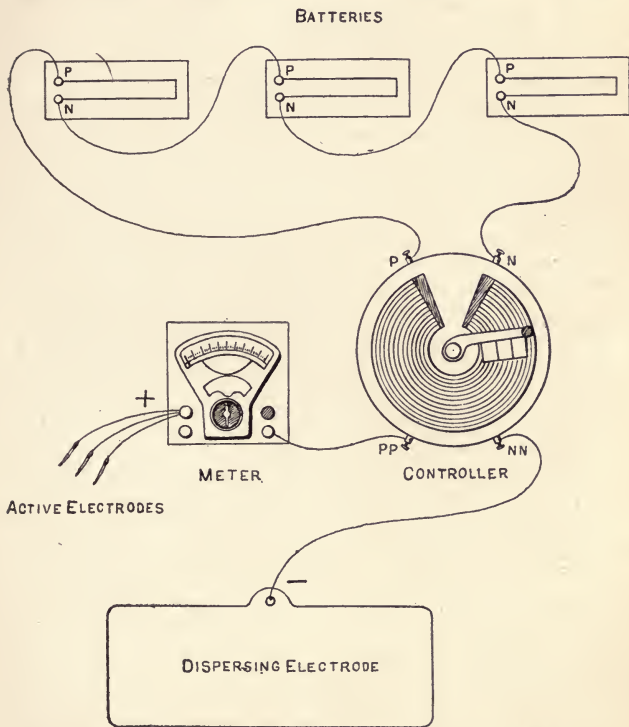 BATTERIES
P
P
P
N
N
N
P
N
+
METER
PP
NN
CONTROLLER
ACTIVE ELECTRODES
−
DISPERSING ELECTRODE